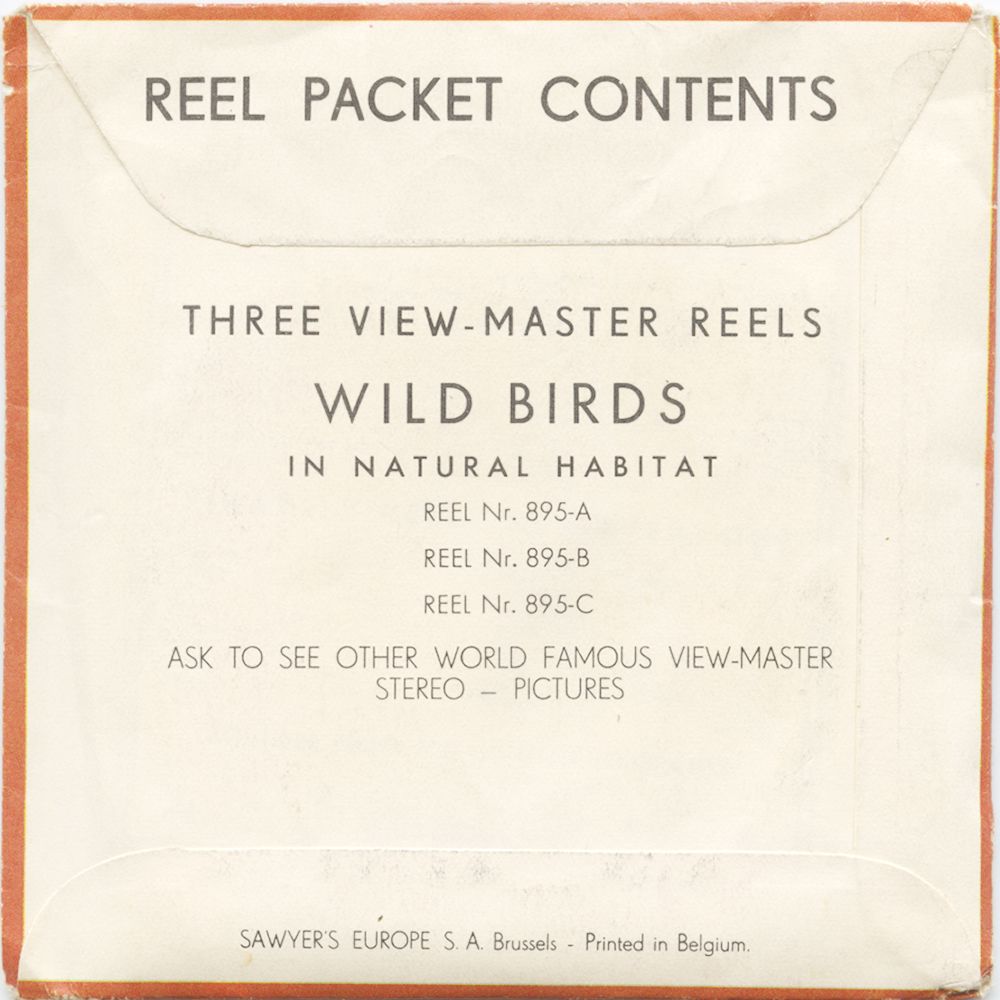 REEL PACKET CONTENTS
THREE VIEW-MASTER REELS
WILD BIRDS
IN NATURAL HABITAT
REEL Nr. 895-A
REEL Nr. 895-B
REEL Nr. 895-C
ASK TO SEE OTHER WORLD FAMOUS VIEW-MASTER
STEREO – PICTURES
SAWYER'S EUROPE S. A. Brussels - Printed in Belgium.